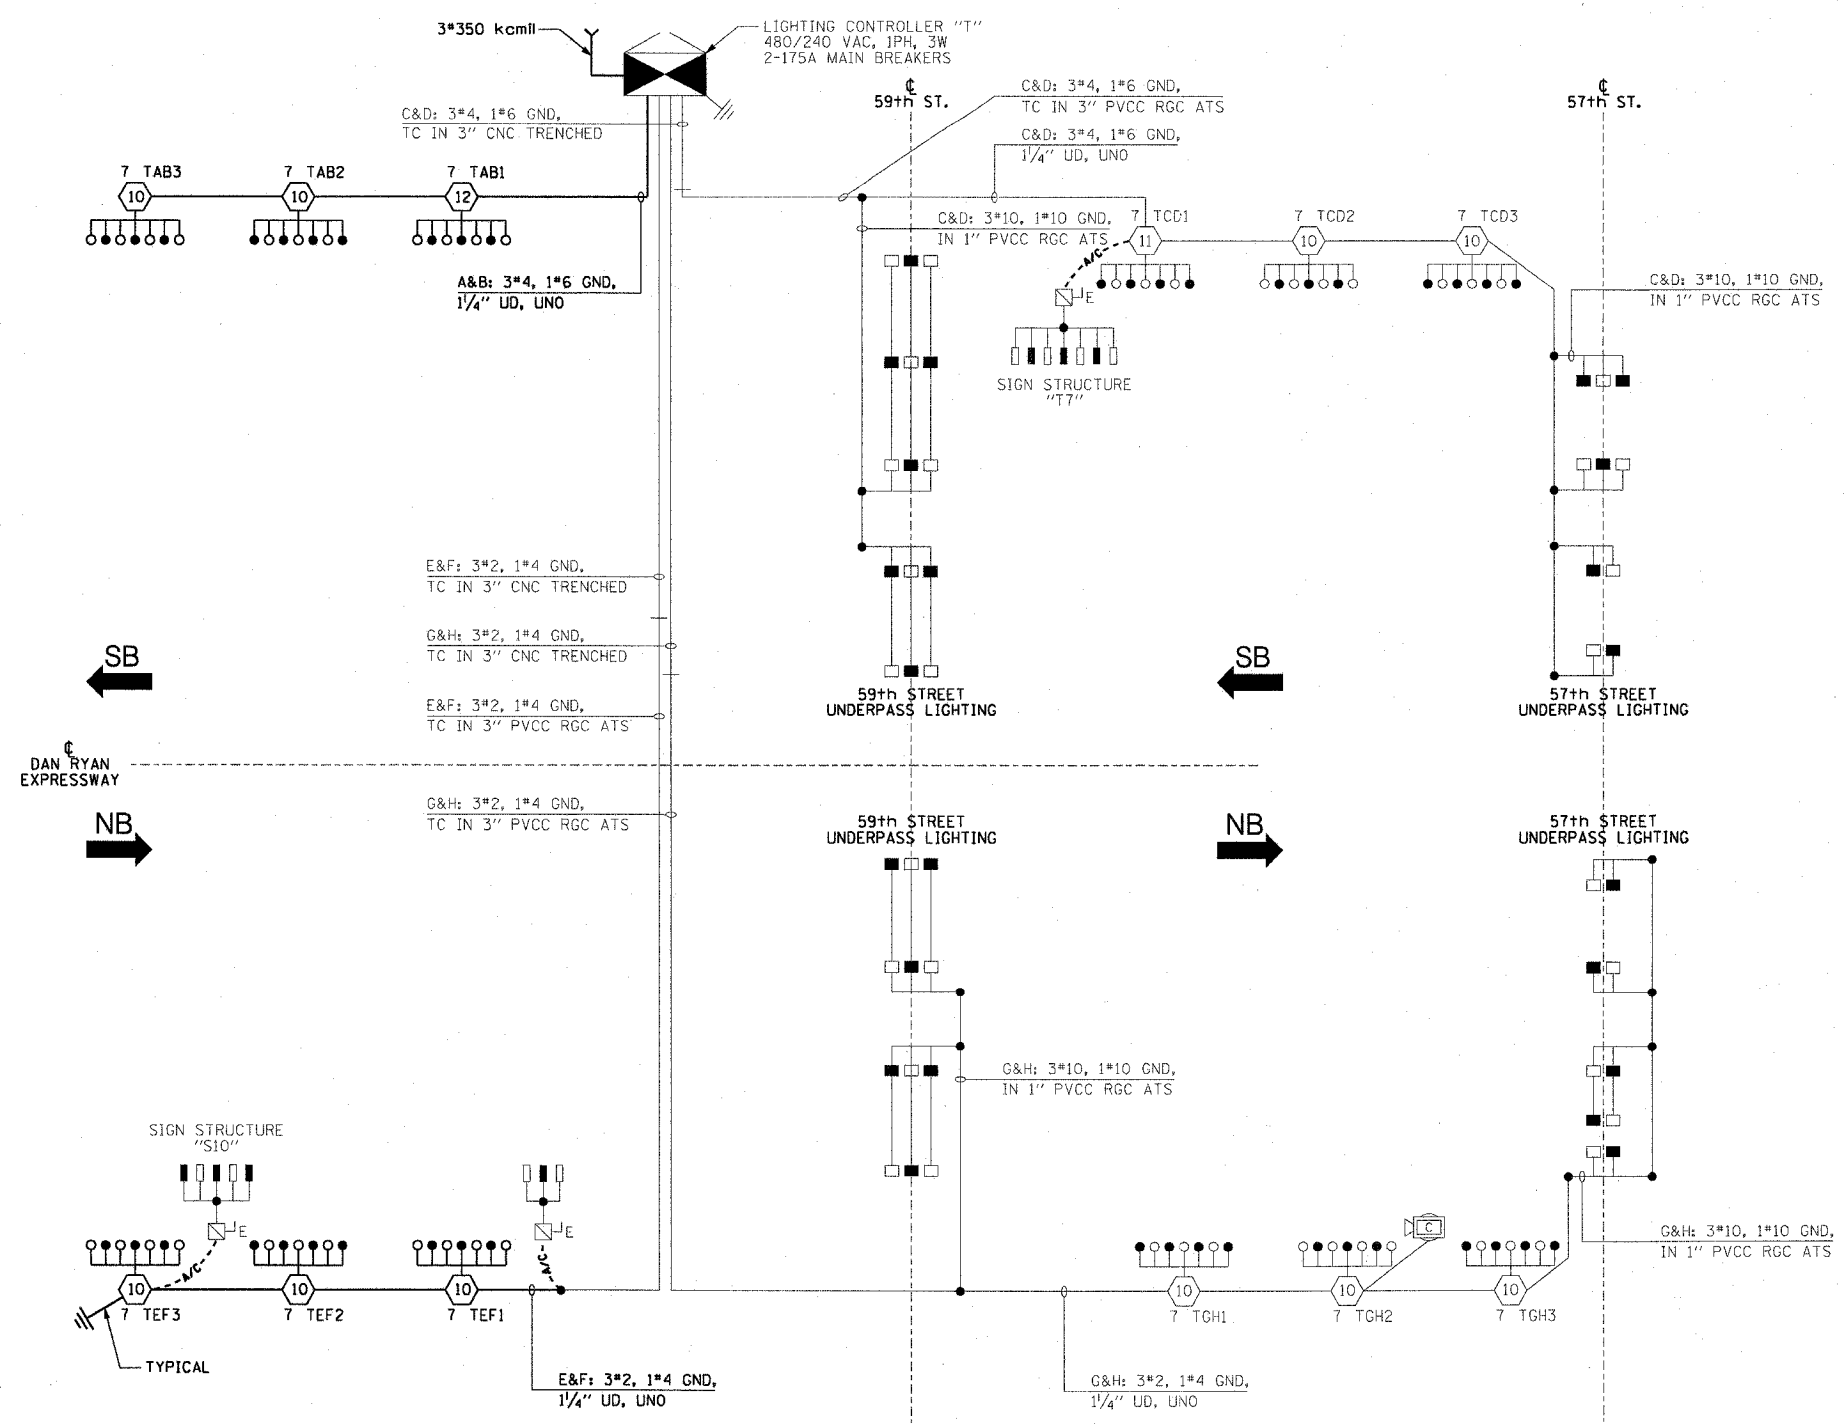 3#350 kcmil
LIGHTING CONTROLLER "T"
480/240 VAC, 1PH, 3W
2-175A MAIN BREAKERS
℄
59th ST.
℄
57th ST.
C&D: 3#4, 1#6 GND,
TC IN 3" PVCC RGC ATS
C&D: 3#4, 1#6 GND,
TC IN 3" CNC TRENCHED
C&D: 3#4, 1#6 GND,
1¼" UD, UNO
7 TAB3
7 TAB2
7 TAB1
10
10
12
C&D: 3#10, 1#10 GND,
IN 1" PVCC RGC ATS
7 TCD1
7 TCD2
7 TCD3
11
10
10
A/C
E
A&B: 3#4, 1#6 GND,
1¼" UD, UNO
C&D: 3#10, 1#10 GND,
IN 1" PVCC RGC ATS
SIGN STRUCTURE
"T7"
E&F: 3#2, 1#4 GND,
TC IN 3" CNC TRENCHED
G&H: 3#2, 1#4 GND,
TC IN 3" CNC TRENCHED
SB
SB
59th STREET
UNDERPASS LIGHTING
57th STREET
UNDERPASS LIGHTING
E&F: 3#2, 1#4 GND,
TC IN 3" PVCC RGC ATS
℄
DAN RYAN
EXPRESSWAY
G&H: 3#2, 1#4 GND,
TC IN 3" PVCC RGC ATS
NB
NB
59th STREET
UNDERPASS LIGHTING
57th STREET
UNDERPASS LIGHTING
G&H: 3#10, 1#10 GND,
IN 1" PVCC RGC ATS
SIGN STRUCTURE
"S10"
E
E
A/C
A/C
C
G&H: 3#10, 1#10 GND,
IN 1" PVCC RGC ATS
10
10
10
10
10
10
7 TEF3
7 TEF2
7 TEF1
7 TGH1
7 TGH2
7 TGH3
TYPICAL
E&F: 3#2, 1#4 GND,
1¼" UD, UNO
G&H: 3#2, 1#4 GND,
1¼" UD, UNO